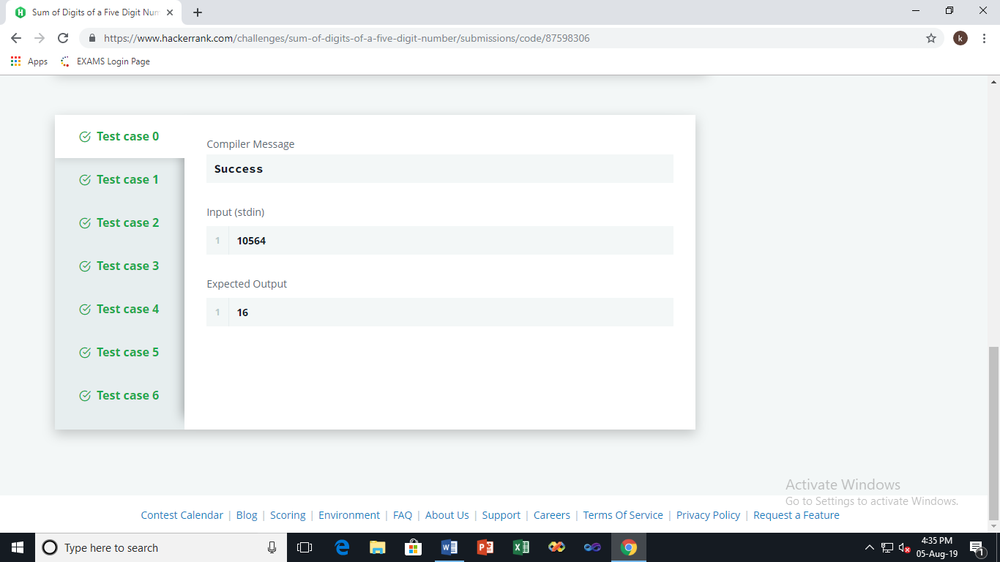 Sum of Digits of a Five Digit Num
https://www.hackerrank.com/challenges/sum-of-digits-of-a-five-digit-number/submissions/code/87598306
k
Apps EXAMS Login Page
Test case 0
Test case 1
Test case 2
Test case 3
Test case 4
Test case 5
Test case 6
Compiler Message
Success
Input (stdin)
1 10564
Expected Output
1 16
Activate Windows
Go to Settings to activate Windows.
Contest Calendar | Blog | Scoring | Environment | FAQ | About Us | Support | Careers | Terms Of Service | Privacy Policy | Request a Feature
Type here to search
4:35 PM
05-Aug-19
1